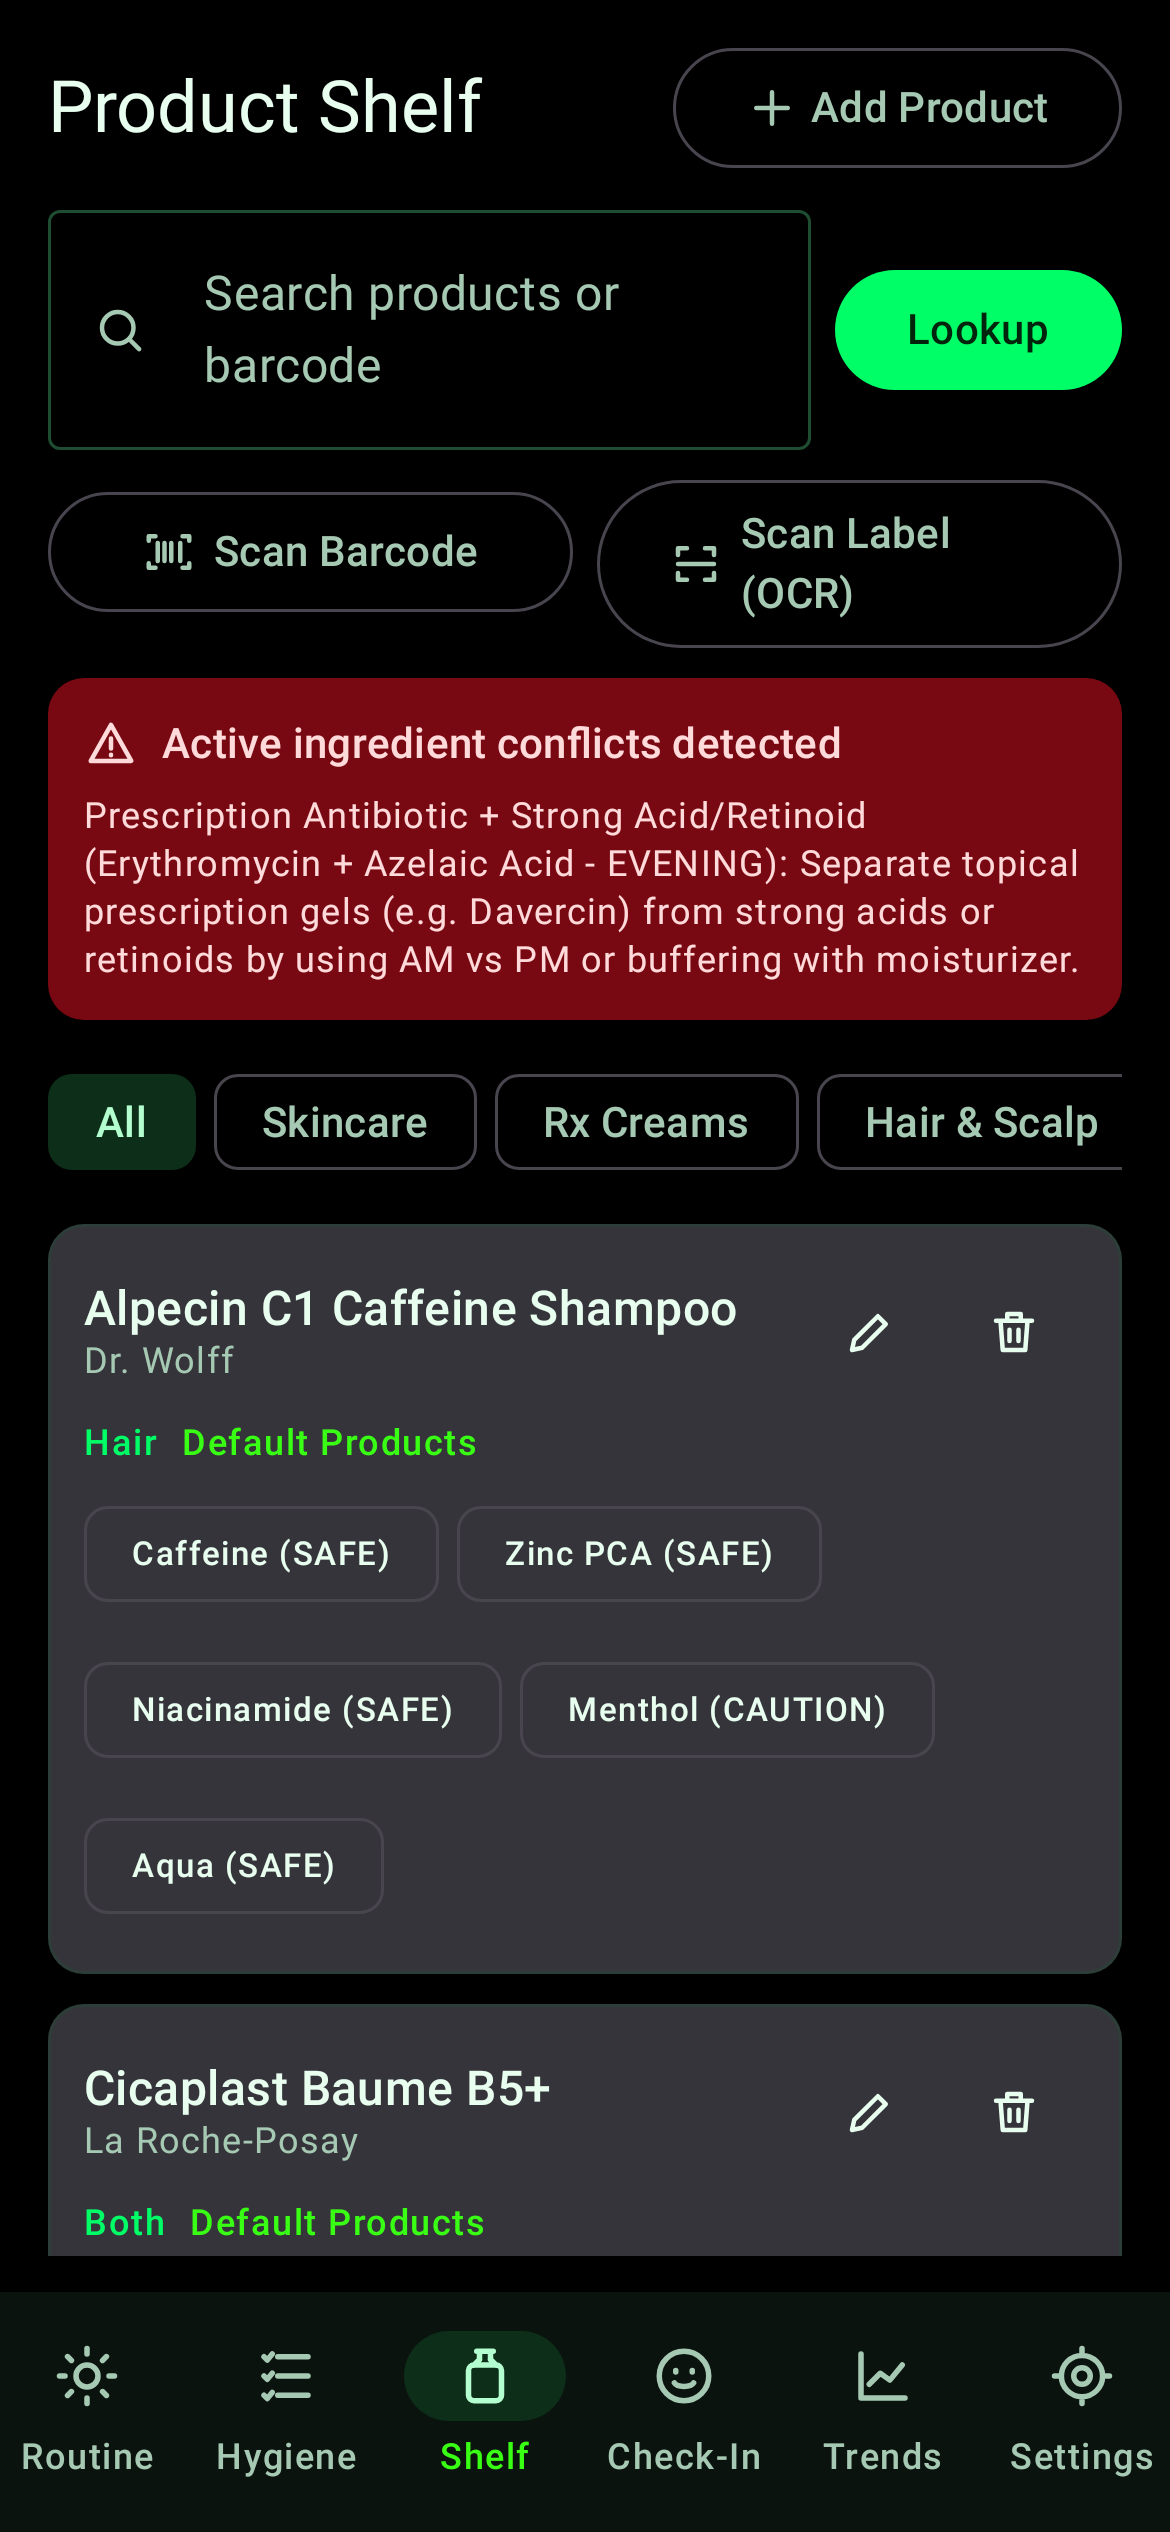 Product Shelf
Add Product
Search products or
barcode
Lookup
Scan Barcode
Scan Label
(OCR)
Active ingredient conflicts detected
Prescription Antibiotic + Strong Acid/Retinoid
(Erythromycin + Azelaic Acid - EVENING): Separate topical
prescription gels (e.g. Davercin) from strong acids or
retinoids by using AM vs PM or buffering with moisturizer.
All
Skincare
Rx Creams
Hair & Scalp
Alpecin C1 Caffeine Shampoo
Dr. Wolff
Hair Default Products
Caffeine (SAFE)
Zinc PCA (SAFE)
Niacinamide (SAFE)
Menthol (CAUTION)
Aqua (SAFE)
Cicaplast Baume B5+
La Roche-Posay
Both Default Products
Routine
Hygiene
Shelf
Check-In
Trends
Settings